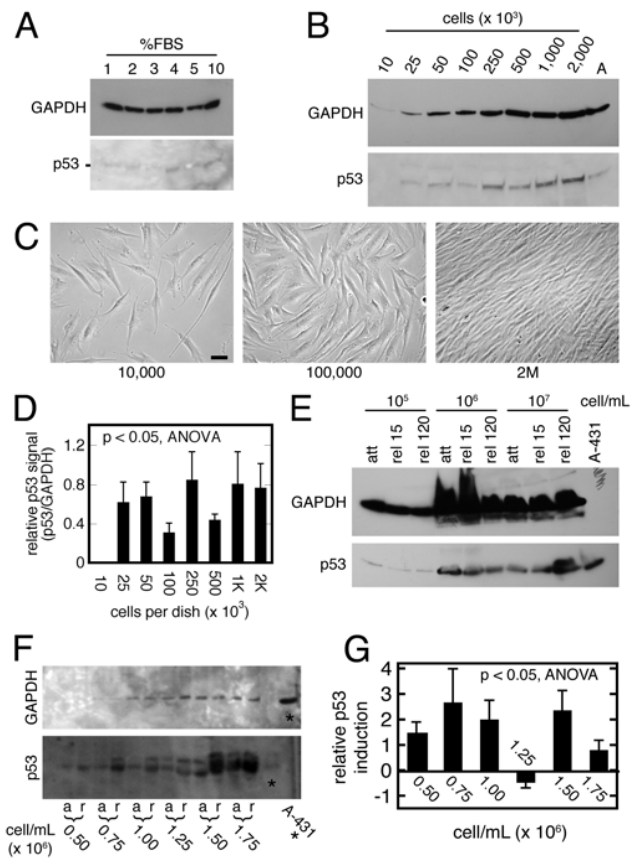 A
%FBS
1 2 3 4 5 10
GAPDH
p53
B
cells (x 10³)
10 25 50 100 250 500 1,000 2,000 A
GAPDH
p53
C
10,000 100,000 2M
D
p < 0.05, ANOVA
relative p53 signal
(p53/GAPDH)
1.2
0.8
0.4
0
10 25 50 100 250 500 1K 2K
cells per dish (x 10³)
E
10⁵ 10⁶ 10⁷ cell/mL
att rel 15 rel 120 att rel 15 rel 120 att rel 15 rel 120 A-431
GAPDH
p53
F
GAPDH
*
p53
*
a r a r a r a r a r a r A-431
*
cell/mL
(x 10⁶)
0.50 0.75 1.00 1.25 1.50 1.75
G
p < 0.05, ANOVA
relative p53
induction
4
3
2
1
0
-1
0.50 0.75 1.00 1.25 1.50 1.75
cell/mL (x 10⁶)